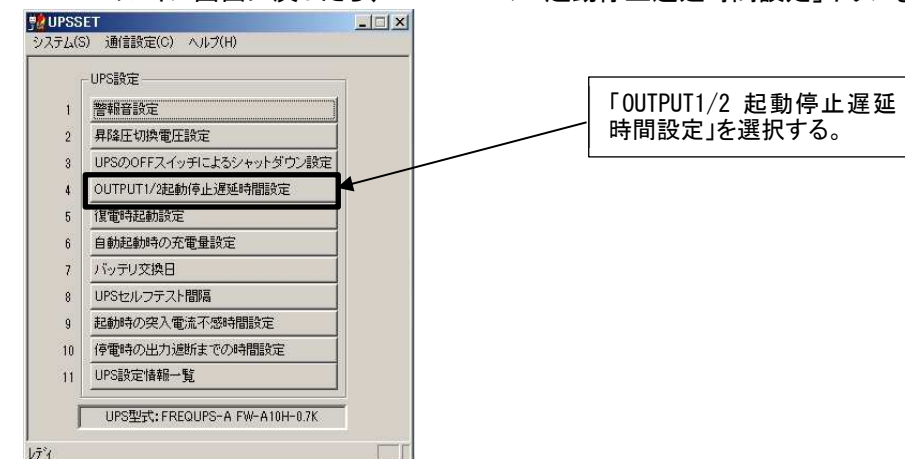 UPSSET
システム(S) 通信設定(C) ヘルプ(H)
UPS設定
1 警報音設定
2 昇降圧切換電圧設定
3 UPSのOFFスイッチによるシャットダウン設定
4 OUTPUT1/2起動停止遅延時間設定
5 復電時起動設定
6 自動起動時の充電量設定
7 バッテリ交換日
8 UPSセルフテスト間隔
9 起動時の突入電流不感時間設定
10 停電時の出力遮断までの時間設定
11 UPS設定情報一覧
UPS型式:FREQUPS-A FW-A10H-0.7K
レディ
「OUTPUT1/2 起動停止遅延
時間設定」を選択する。